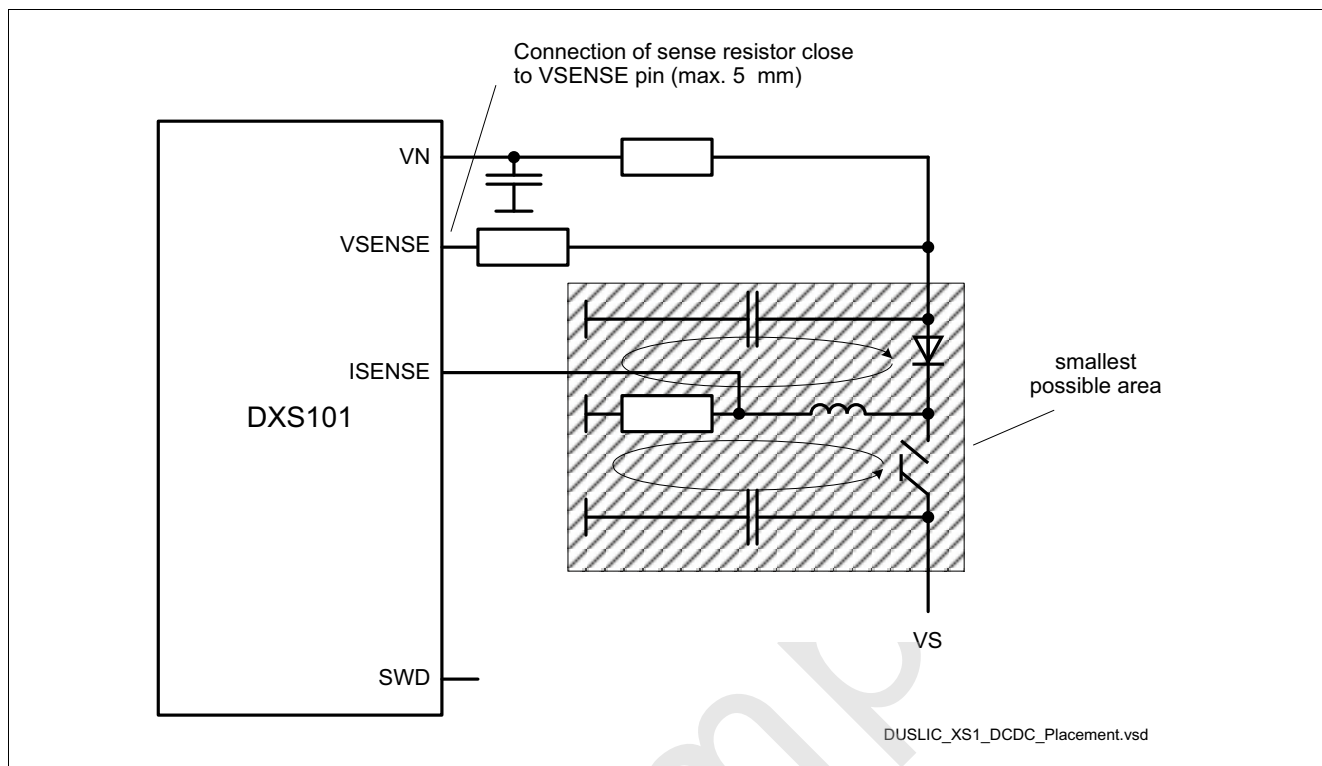 Connection of sense resistor close
to VSENSE pin (max. 5 mm)
VN
VSENSE
ISENSE
DXS101
smallest
possible area
VS
SWD
DUSLIC_XS1_DCDC_Placement.vsd